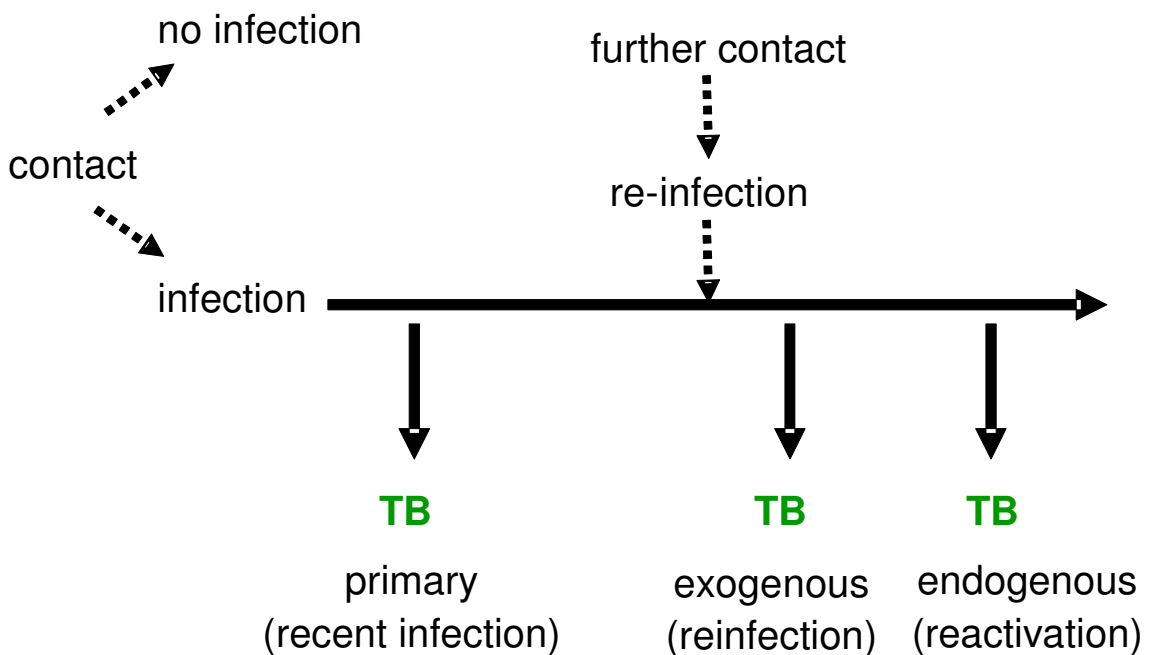 no infection
further contact
contact
re-infection
infection
TB
TB
TB
primary
(recent infection)
exogenous
(reinfection)
endogenous
(reactivation)